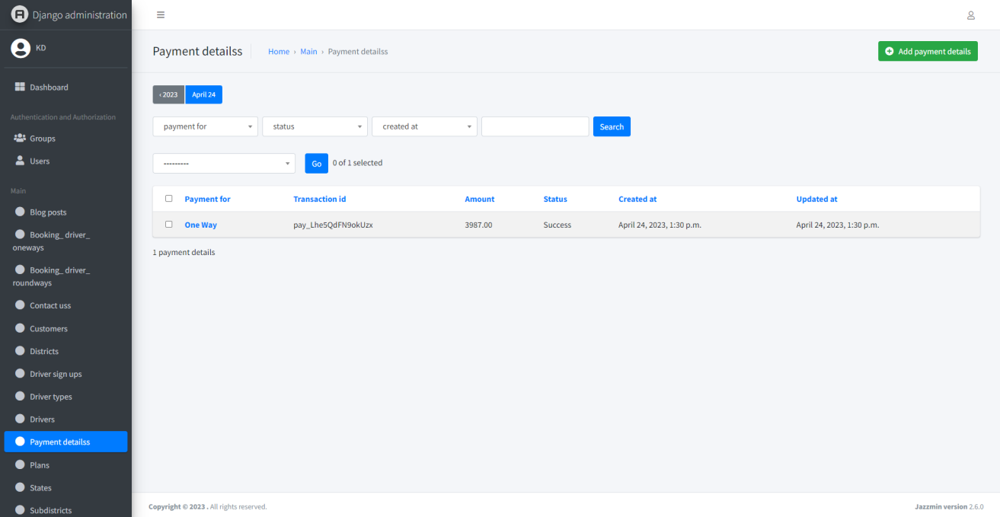 Django administration
KD
Dashboard
Authentication and Authorization
Groups
Users
Main
Blog posts
Booking_ driver_
oneways
Booking_ driver_
roundways
Contact uss
Customers
Districts
Driver sign ups
Driver types
Drivers
Payment detailss
Plans
States
Subdistricts
Payment detailss
Home › Main › Payment detailss
Add payment details
‹ 2023 April 24
payment for status created at Search
--------- Go 0 of 1 selected
Payment for Transaction id Amount Status Created at Updated at
One Way pay_Lhe5QdFN9okUzx 3987.00 Success April 24, 2023, 1:30 p.m. April 24, 2023, 1:30 p.m.
1 payment details
Copyright © 2023 . All rights reserved. Jazzmin version 2.6.0